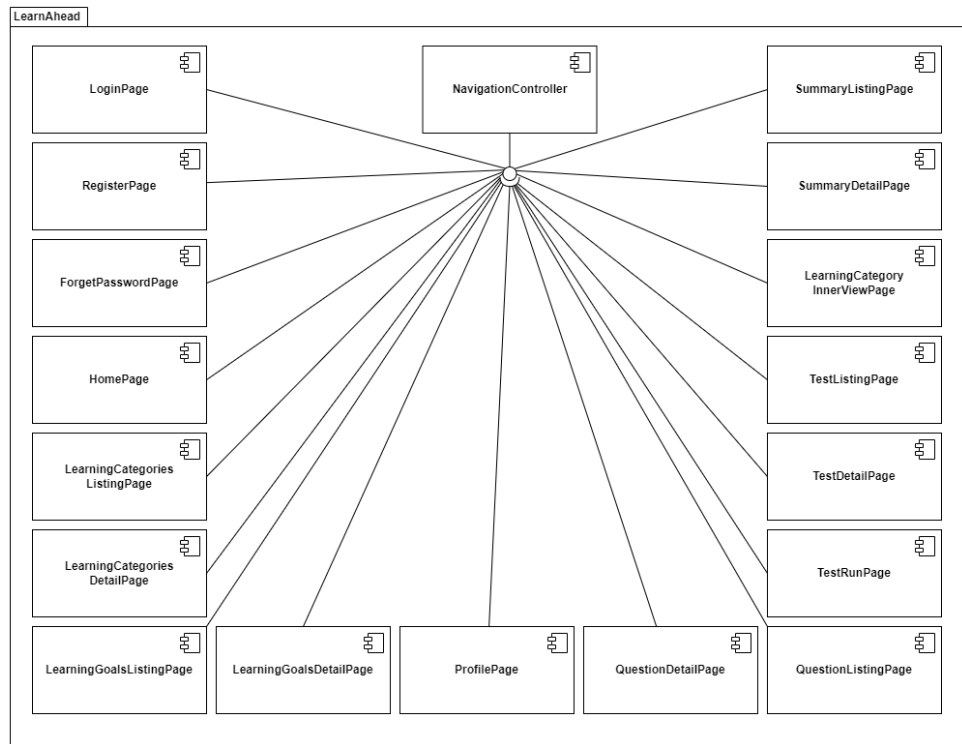 LearnAhead
LoginPage
NavigationController
SummaryListingPage
RegisterPage
SummaryDetailPage
ForgetPasswordPage
LearningCategory
InnerViewPage
HomePage
TestListingPage
LearningCategories
ListingPage
TestDetailPage
LearningCategories
DetailPage
TestRunPage
LearningGoalsListingPage
LearningGoalsDetailPage
ProfilePage
QuestionDetailPage
QuestionListingPage